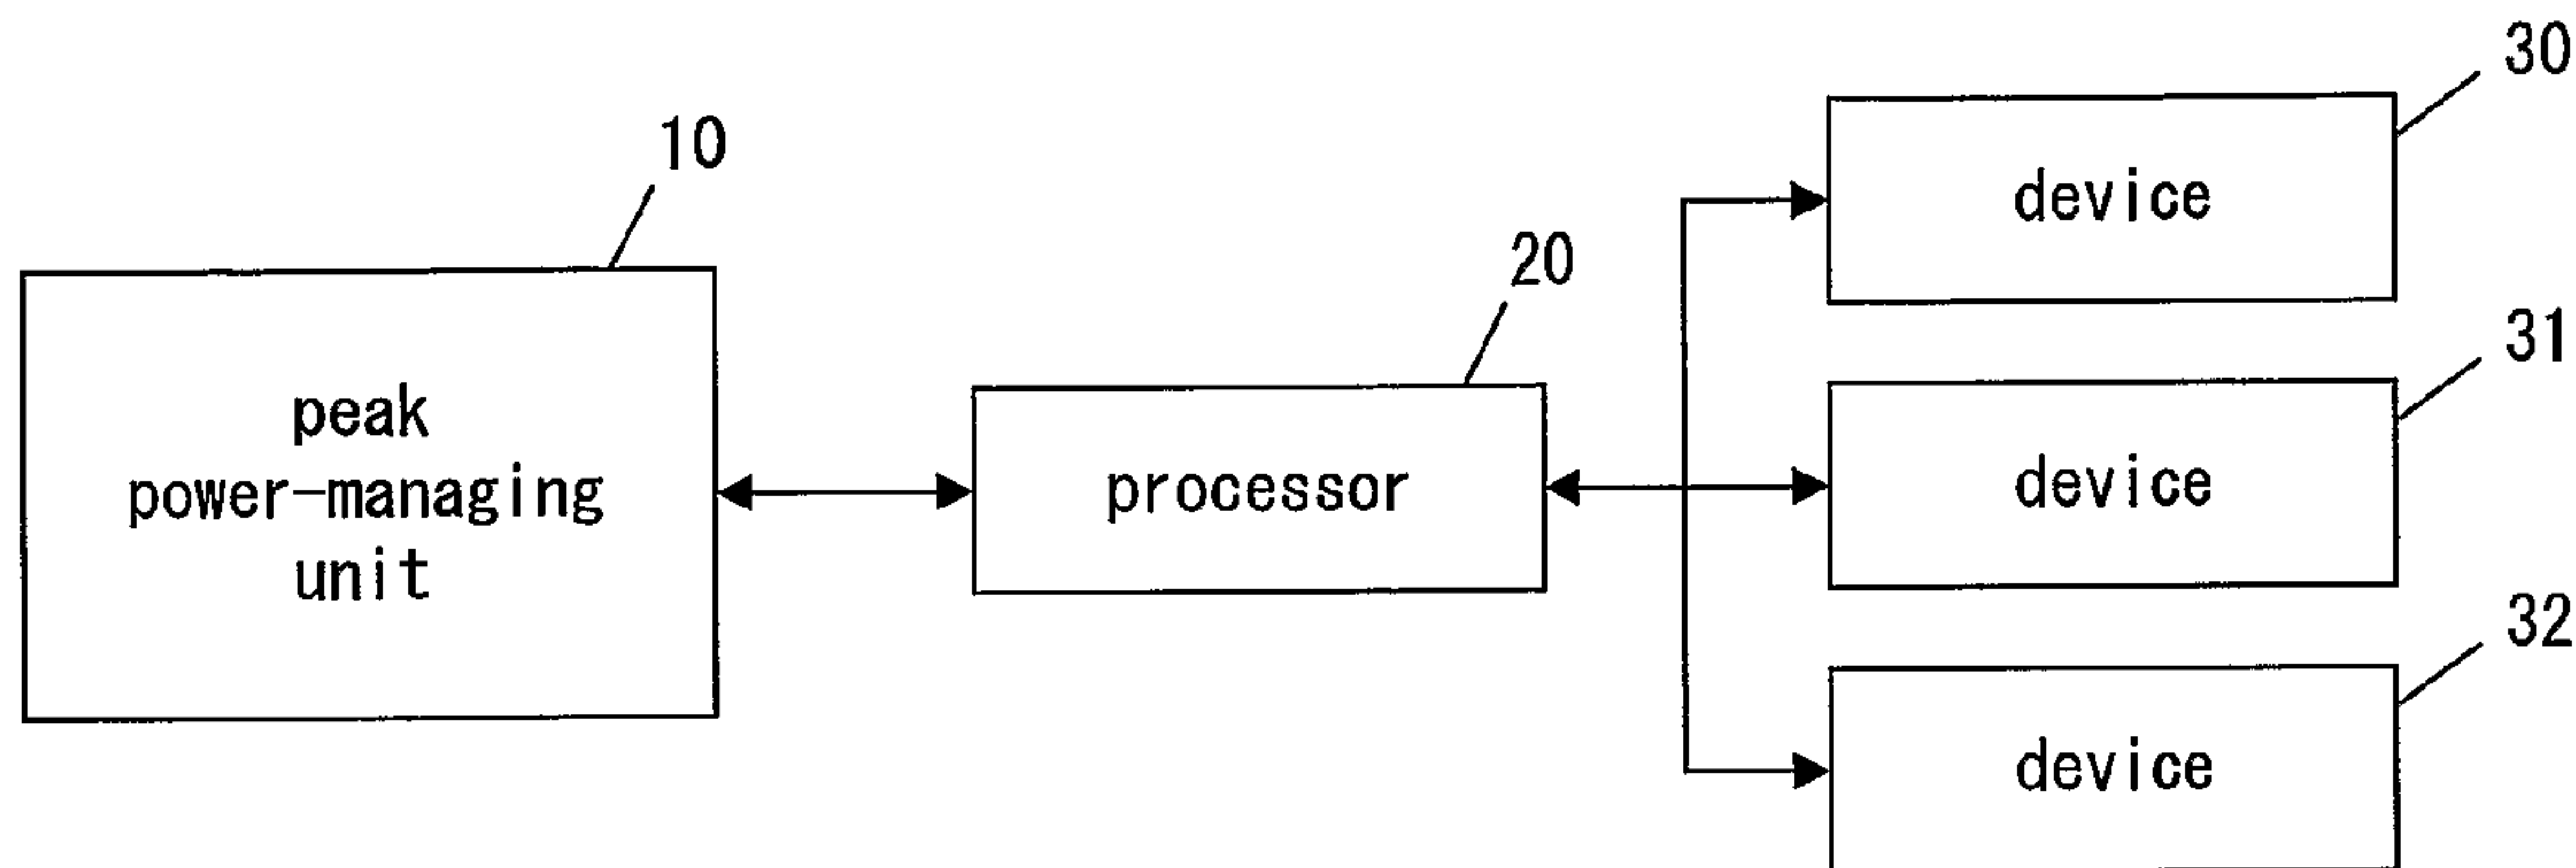 10
peak
power-managing
unit
20
processor
30
device
31
device
32
device